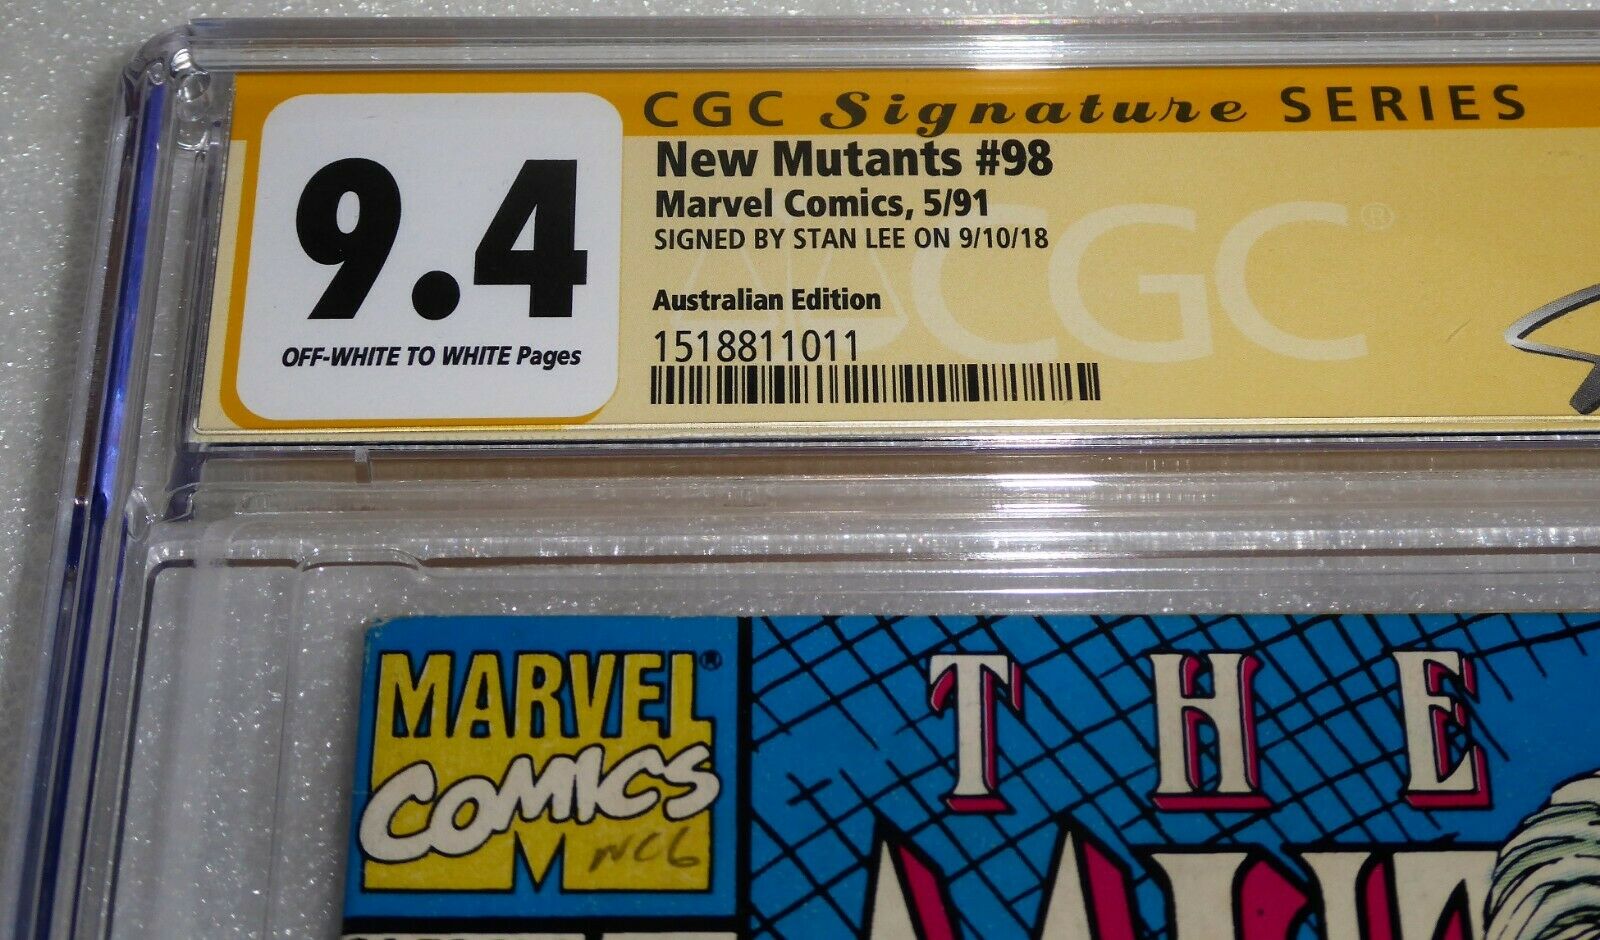 CGC Signature SERIES
9.4
OFF-WHITE TO WHITE Pages
New Mutants #98
Marvel Comics, 5/91
SIGNED BY STAN LEE ON 9/10/18
Australian Edition
1518811011
CGC®
MARVEL®
COMICS
NC6
THE